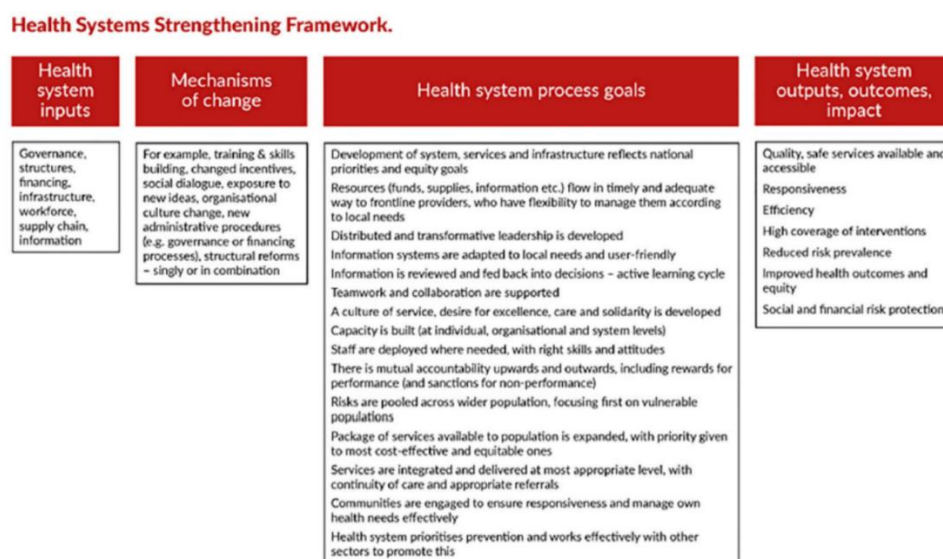 Health Systems Strengthening Framework.
Health
system
inputs
Mechanisms
of change
Health system process goals
Health system
outputs, outcomes,
impact
Governance,
structures,
financing,
infrastructure,
workforce,
supply chain,
information
For example, training & skills
building, changed incentives,
social dialogue, exposure to
new ideas, organisational
culture change, new
administrative procedures
(e.g. governance or financing
processes), structural reforms
– singly or in combination
Development of system, services and infrastructure reflects national
priorities and equity goals
Resources (funds, supplies, information etc.) flow in timely and adequate
way to frontline providers, who have flexibility to manage them according
to local needs
Distributed and transformative leadership is developed
Information systems are adapted to local needs and user-friendly
Information is reviewed and fed back into decisions – active learning cycle
Teamwork and collaboration are supported
A culture of service, desire for excellence, care and solidarity is developed
Capacity is built (at individual, organisational and system levels)
Staff are deployed where needed, with right skills and attitudes
There is mutual accountability upwards and outwards, including rewards for
performance (and sanctions for non-performance)
Risks are pooled across wider population, focusing first on vulnerable
populations
Package of services available to population is expanded, with priority given
to most cost-effective and equitable ones
Services are integrated and delivered at most appropriate level, with
continuity of care and appropriate referrals
Communities are engaged to ensure responsiveness and manage own
health needs effectively
Health system prioritises prevention and works effectively with other
sectors to promote this
Quality, safe services available and
accessible
Responsiveness
Efficiency
High coverage of interventions
Reduced risk prevalence
Improved health outcomes and
equity
Social and financial risk protection